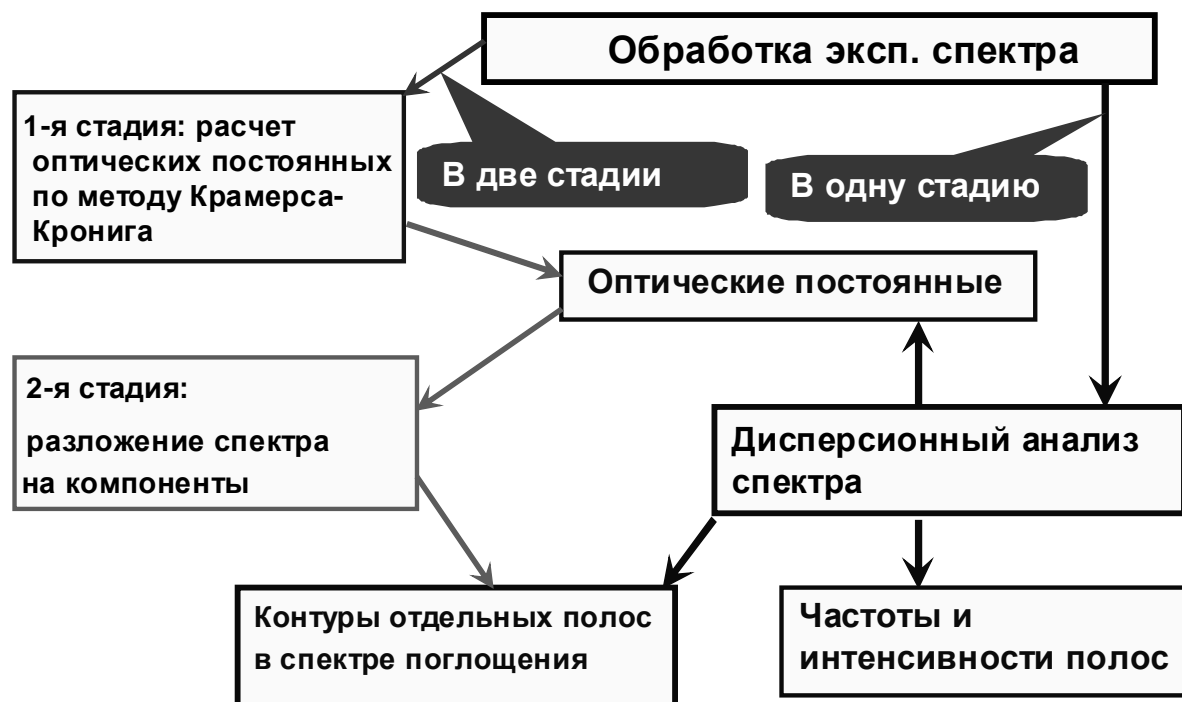 Обработка эксп. спектра
1-я стадия: расчет
оптических постоянных
по методу Крамерса-
Кронига
В две стадии
В одну стадию
Оптические постоянные
2-я стадия:
разложение спектра
на компоненты
Дисперсионный анализ
спектра
Контуры отдельных полос
в спектре поглощения
Частоты и
интенсивности полос